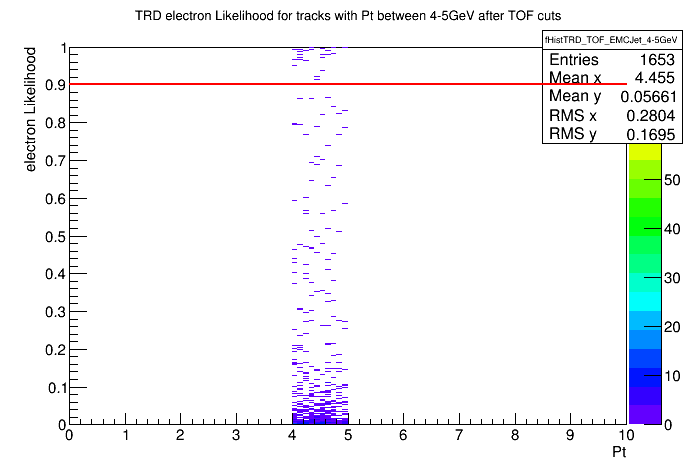 TRD electron Likelihood for tracks with Pt between 4-5GeV after TOF cuts
fHistTRD_TOF_EMCJet_4-5GeV
Entries 1653
Mean x 4.455
Mean y 0.05661
RMS x 0.2804
RMS y 0.1695
electron Likelihood
1
0.9
0.8
0.7
0.6
0.5
0.4
0.3
0.2
0.1
0
0 1 2 3 4 5 6 7 8 9 10
Pt
50
40
30
20
10
0